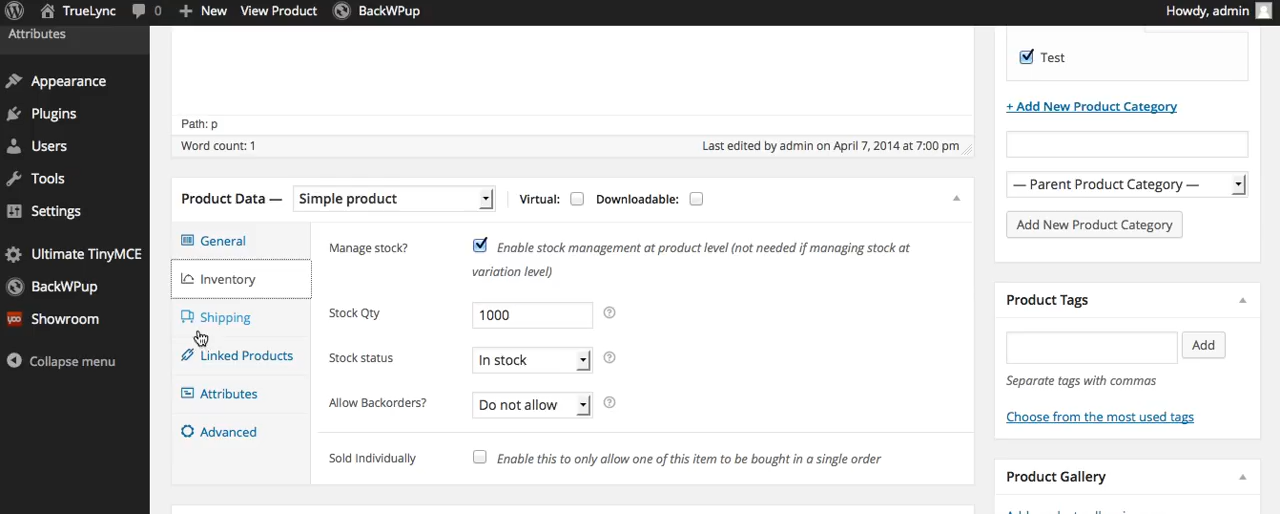 TrueLync 0 New View Product BackWPup Howdy, admin
Attributes
Appearance
Plugins
Users
Tools
Settings
Ultimate TinyMCE
BackWPup
Showroom
Collapse menu
Path: p
Word count: 1 Last edited by admin on April 7, 2014 at 7:00 pm
Product Data — Simple product Virtual: Downloadable:
General
Inventory
Shipping
Linked Products
Attributes
Advanced
Manage stock? Enable stock management at product level (not needed if managing stock at
variation level)
Stock Qty 1000 ?
Stock status In stock ?
Allow Backorders? Do not allow ?
Sold Individually Enable this to only allow one of this item to be bought in a single order
Test
+ Add New Product Category
— Parent Product Category —
Add New Product Category
Product Tags
Add
Separate tags with commas
Choose from the most used tags
Product Gallery